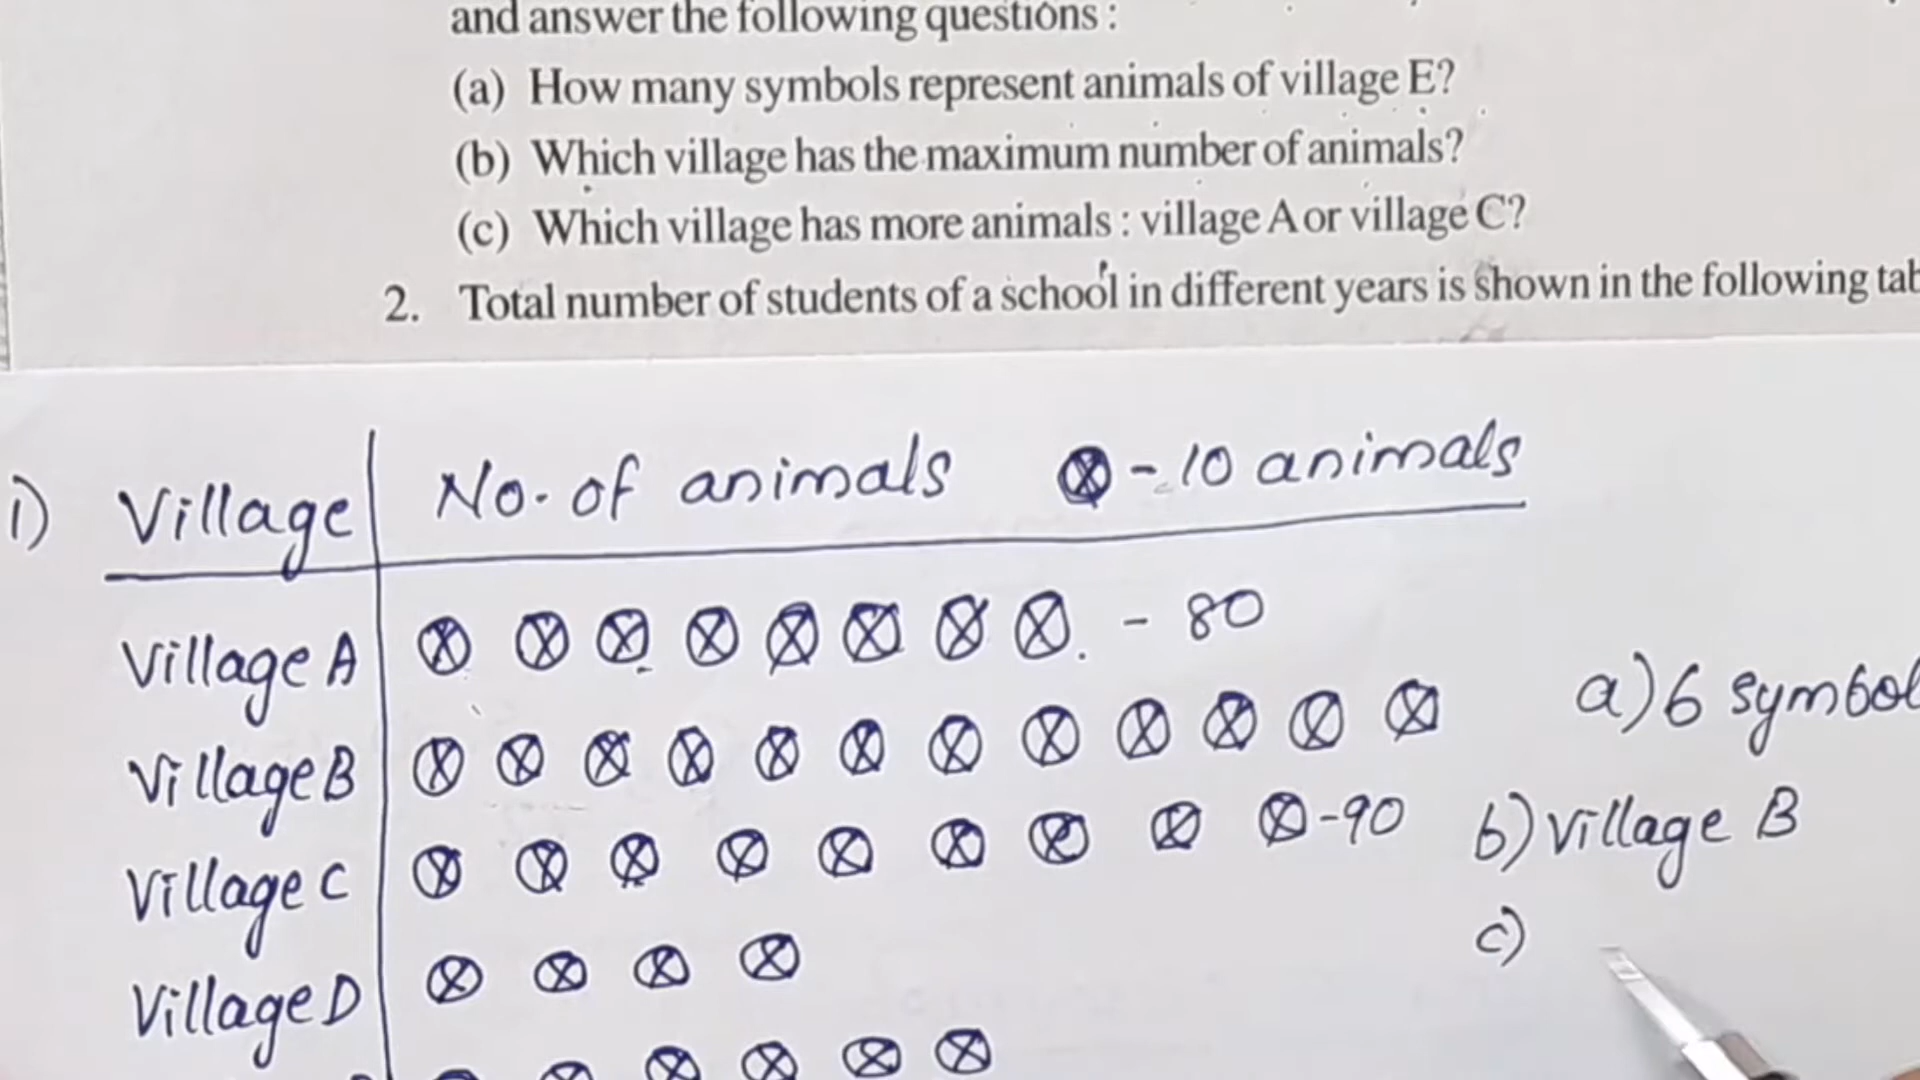 and answer the following questions :
(a) How many symbols represent animals of village E?
(b) Which village has the maximum number of animals?
(c) Which village has more animals : village A or village C?
2. Total number of students of a school in different years is shown in the following tab
1) Village No. of animals ⊗ - 10 animals
Village A ⊗ ⊗ ⊗ ⊗ ⊗ ⊗ ⊗ ⊗ - 80
Village B ⊗ ⊗ ⊗ ⊗ ⊗ ⊗ ⊗ ⊗ ⊗ ⊗ ⊗ ⊗
Village C ⊗ ⊗ ⊗ ⊗ ⊗ ⊗ ⊗ ⊗ ⊗ - 90
Village D ⊗ ⊗ ⊗ ⊗
⊗ ⊗ ⊗ ⊗ ⊗ ⊗
a) 6 symbol
b) Village B
c)